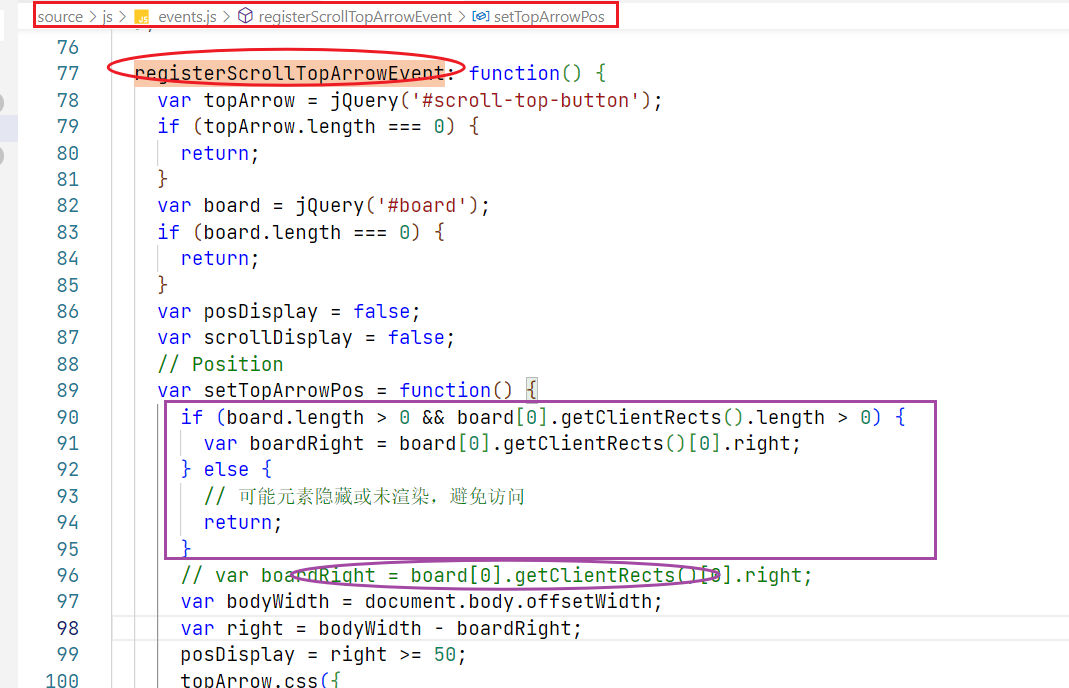 source > js > JS events.js > registerScrollTopArrowEvent > setTopArrowPos
76
77 registerScrollTopArrowEvent: function() {
78 var topArrow = jQuery('#scroll-top-button');
79 if (topArrow.length === 0) {
80 return;
81 }
82 var board = jQuery('#board');
83 if (board.length === 0) {
84 return;
85 }
86 var posDisplay = false;
87 var scrollDisplay = false;
88 // Position
89 var setTopArrowPos = function() {
90 if (board.length > 0 && board[0].getClientRects().length > 0) {
91 var boardRight = board[0].getClientRects()[0].right;
92 } else {
93 // 可能元素隐藏或未渲染，避免访问
94 return;
95 }
96 // var boardRight = board[0].getClientRects()[0].right;
97 var bodyWidth = document.body.offsetWidth;
98 var right = bodyWidth - boardRight;
99 posDisplay = right >= 50;
100 topArrow.css({